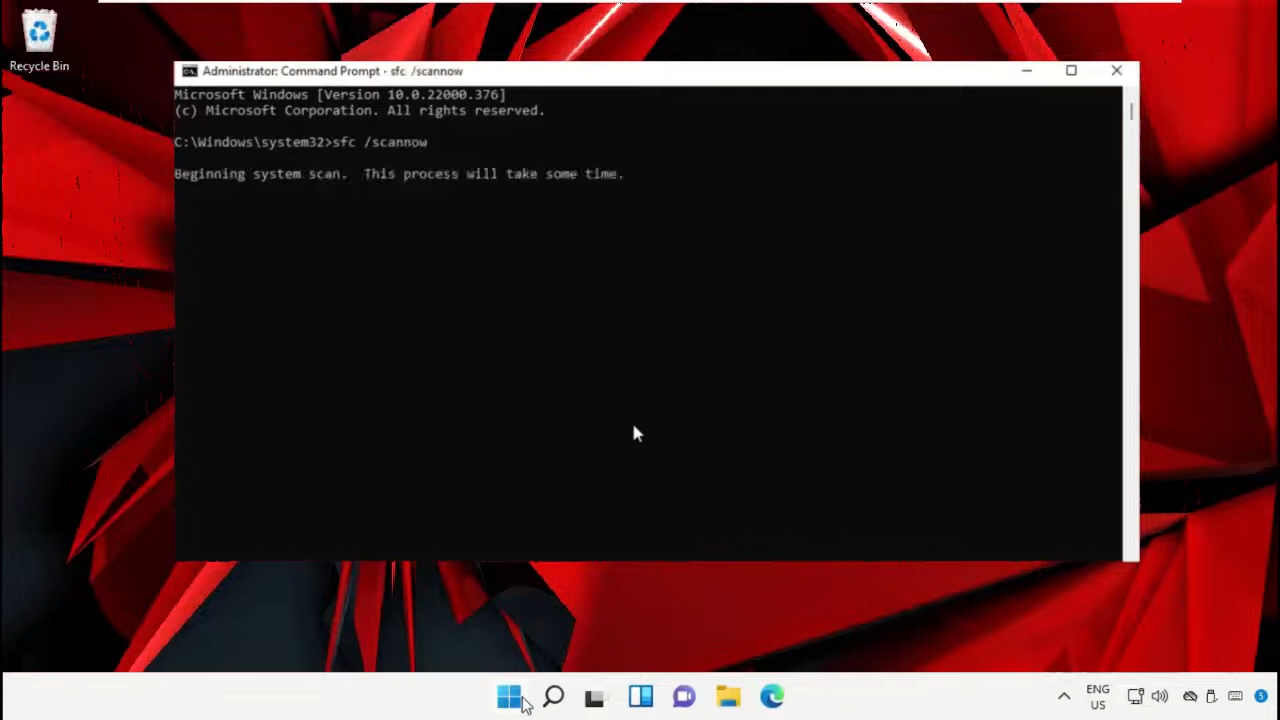 Recycle Bin
Administrator: Command Prompt - sfc /scannow
Microsoft Windows [Version 10.0.22000.376]
(c) Microsoft Corporation. All rights reserved.
C:\Windows\system32>sfc /scannow
Beginning system scan.  This process will take some time.
ENG
US
5